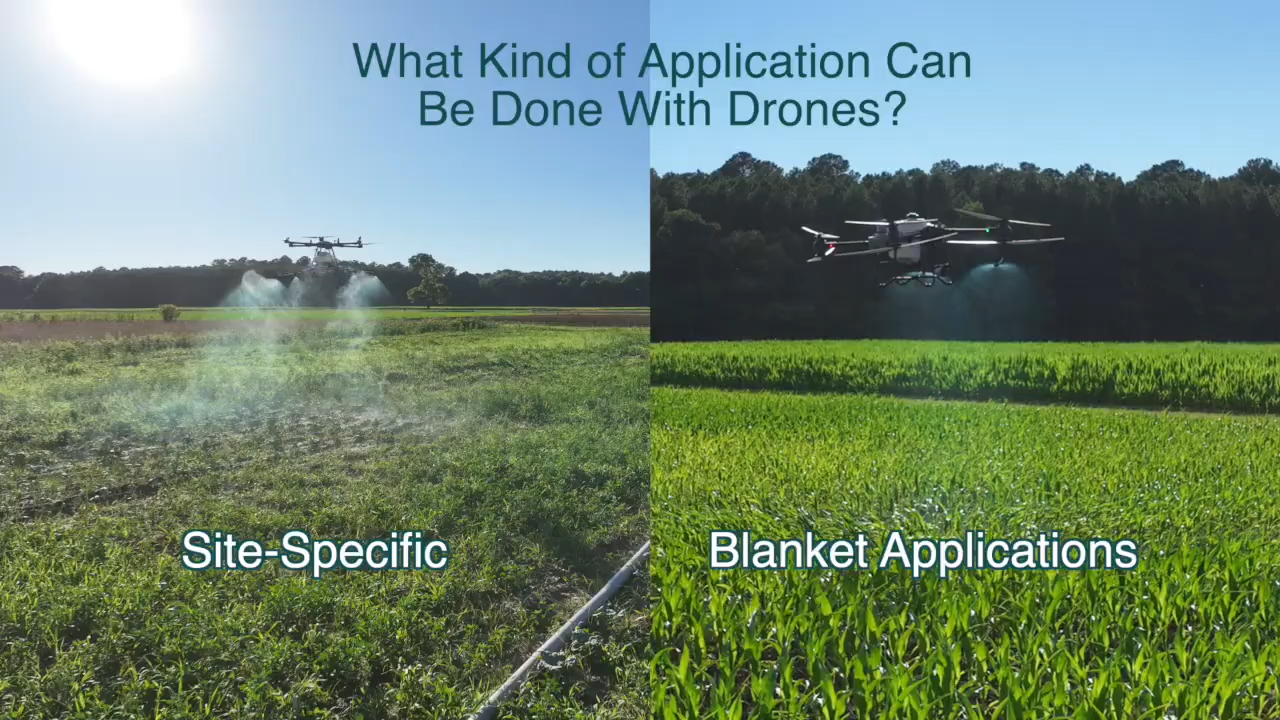 What Kind of Application Can
Be Done With Drones?
Site-Specific
Blanket Applications